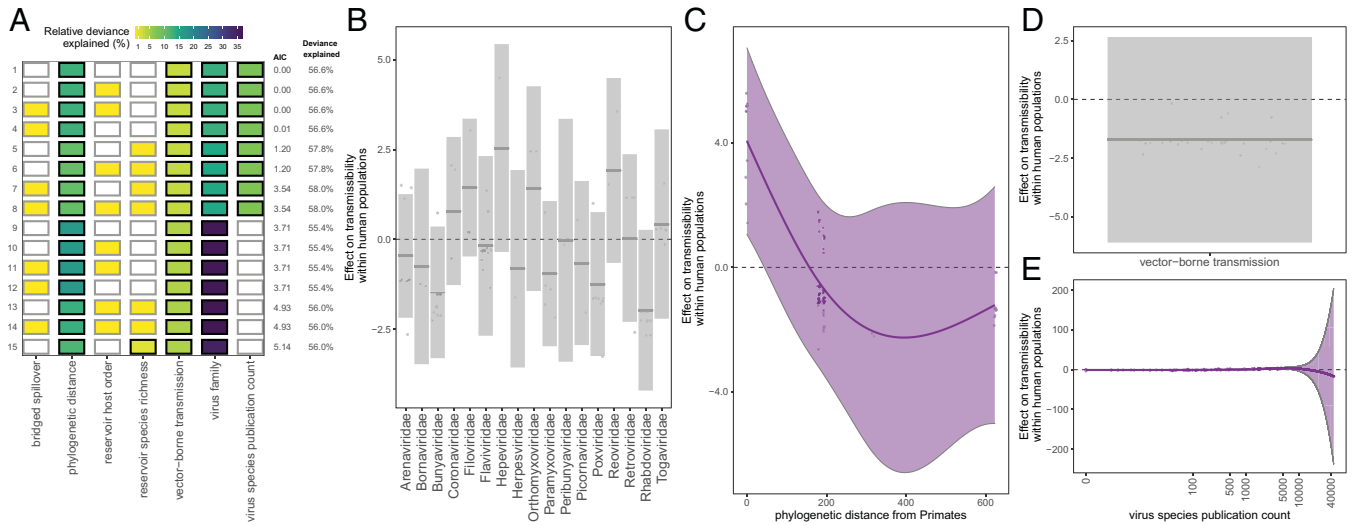 A
Relative deviance
explained (%)
1 5 10 15 20 25 30 35
AIC
Deviance
explained
1 0.00 56.6%
2 0.00 56.6%
3 0.00 56.6%
4 0.01 56.6%
5 1.20 57.8%
6 1.20 57.8%
7 3.54 58.0%
8 3.54 58.0%
9 3.71 55.4%
10 3.71 55.4%
11 3.71 55.4%
12 3.71 55.4%
13 4.93 56.0%
14 4.93 56.0%
15 5.14 56.0%
bridged spillover
phylogenetic distance
reservoir host order
reservoir species richness
vector−borne transmission
virus family
virus species publication count
B
Effect on transmissibility
within human populations
5.0
2.5
0.0
−2.5
Arenaviridae
Bornaviridae
Bunyaviridae
Coronaviridae
Filoviridae
Flaviviridae
Hepeviridae
Herpesviridae
Orthomyxoviridae
Paramyxoviridae
Peribunyaviridae
Picornaviridae
Poxviridae
Reoviridae
Retroviridae
Rhabdoviridae
Togaviridae
C
Effect on transmissibility
within human populations
4.0
0.0
−4.0
0 200 400 600
phylogenetic distance from Primates
D
Effect on transmissibility
within human populations
2.5
0.0
−2.5
−5.0
vector−borne transmission
E
Effect on transmissibility
within human populations
200
100
0
−100
−200
0 100 500 1000 5000 10000 40000
virus species publication count